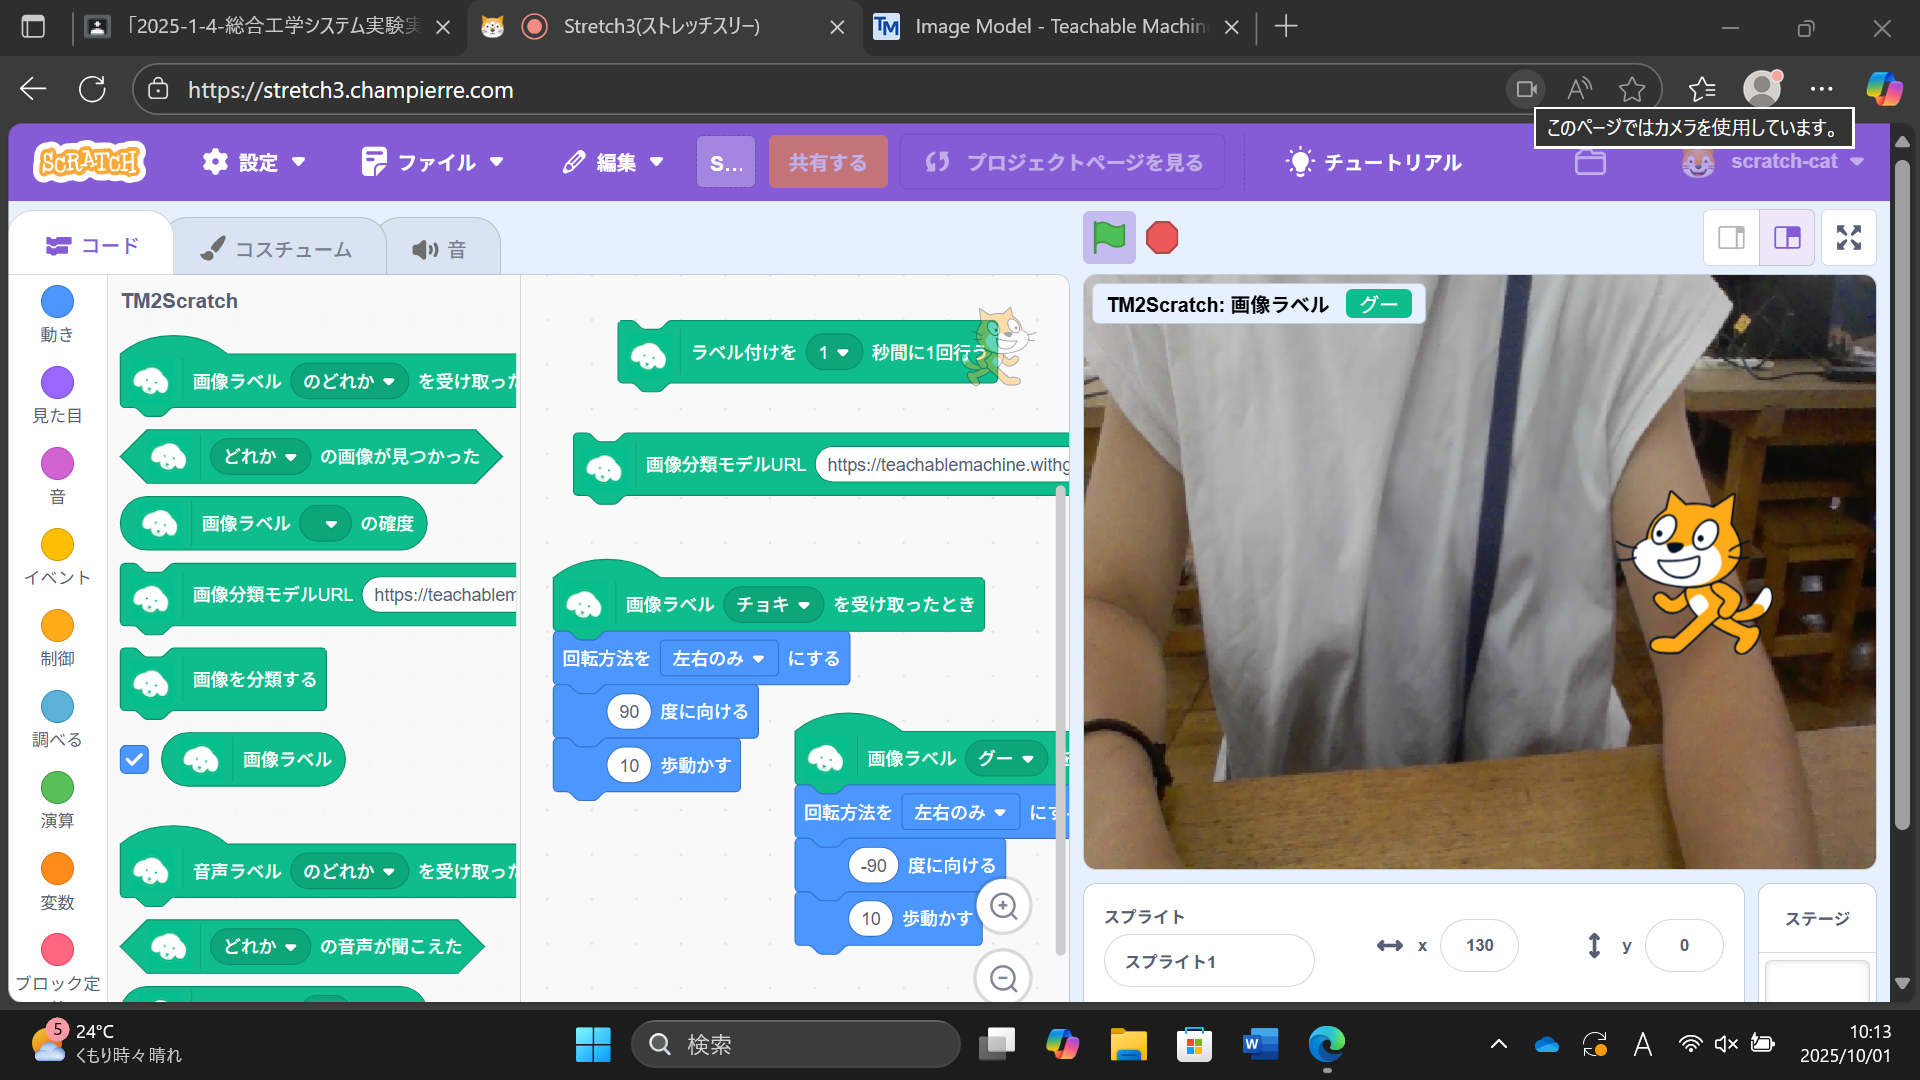 「2025-1-4-総合工学システム実験実
Stretch3(ストレッチスリー)
Image Model - Teachable Machin
https://stretch3.champierre.com
このページではカメラを使用しています。
SCRATCH
設定
ファイル
編集
S...
共有する
プロジェクトページを見る
チュートリアル
scratch-cat
コード
コスチューム
音
動き
見た目
音
イベント
制御
調べる
演算
変数
ブロック定
TM2Scratch
画像ラベル のどれか を受け取った
どれか の画像が見つかった
画像ラベル の確度
画像分類モデルURL https://teachablem
画像を分類する
画像ラベル
音声ラベル のどれか を受け取った
どれか の音声が聞こえた
ラベル付けを 1 秒間に1回行う
画像分類モデルURL https://teachablemachine.withg
画像ラベル チョキ を受け取ったとき
回転方法を 左右のみ にする
90 度に向ける
10 歩動かす
画像ラベル グー
回転方法を 左右のみ にす
-90 度に向ける
10 歩動かす
TM2Scratch: 画像ラベル グー
スプライト
スプライト1
x 130
y 0
ステージ
5
24°C
くもり時々晴れ
検索
W
A
10:13
2025/10/01